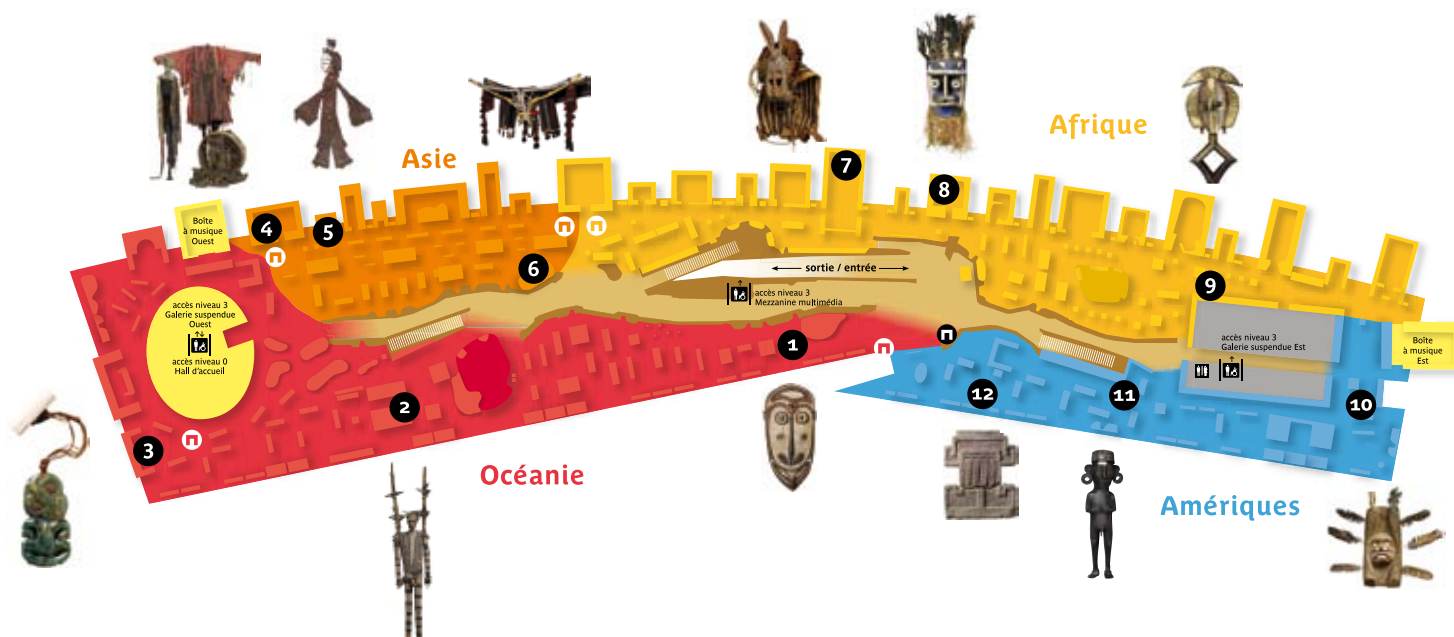 Afrique
Asie
7
8
4
5
Boîte
à musique
Ouest
6
sortie / entrée
9
accès niveau 3
Mezzanine multimédia
accès niveau 3
Galerie suspendue
Ouest
accès niveau 0
Hall d'accueil
1
accès niveau 3
Galerie suspendue Est
Boîte
à musique
Est
2
12
11
10
3
Océanie
Amériques